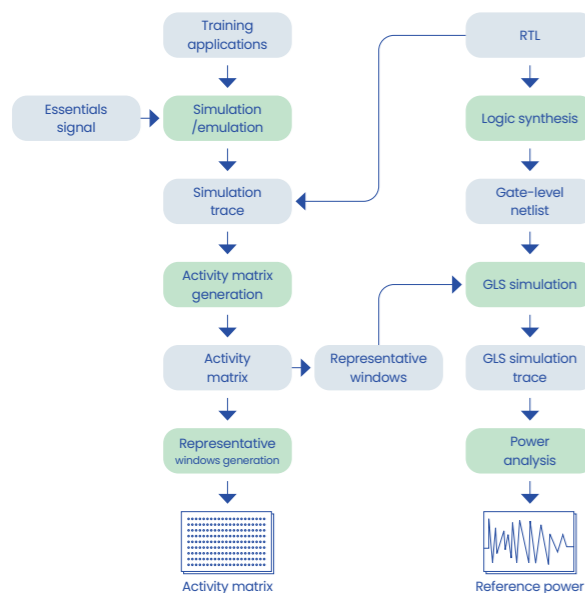 Training
applications
RTL
Essentials
signal
Simulation
/emulation
Logic synthesis
Simulation
trace
Gate-level
netlist
Activity matrix
generation
GLS simulation
Activity
matrix
Representative
windows
GLS simulation
trace
Representative
windows generation
Power
analysis
Activity matrix
Reference power